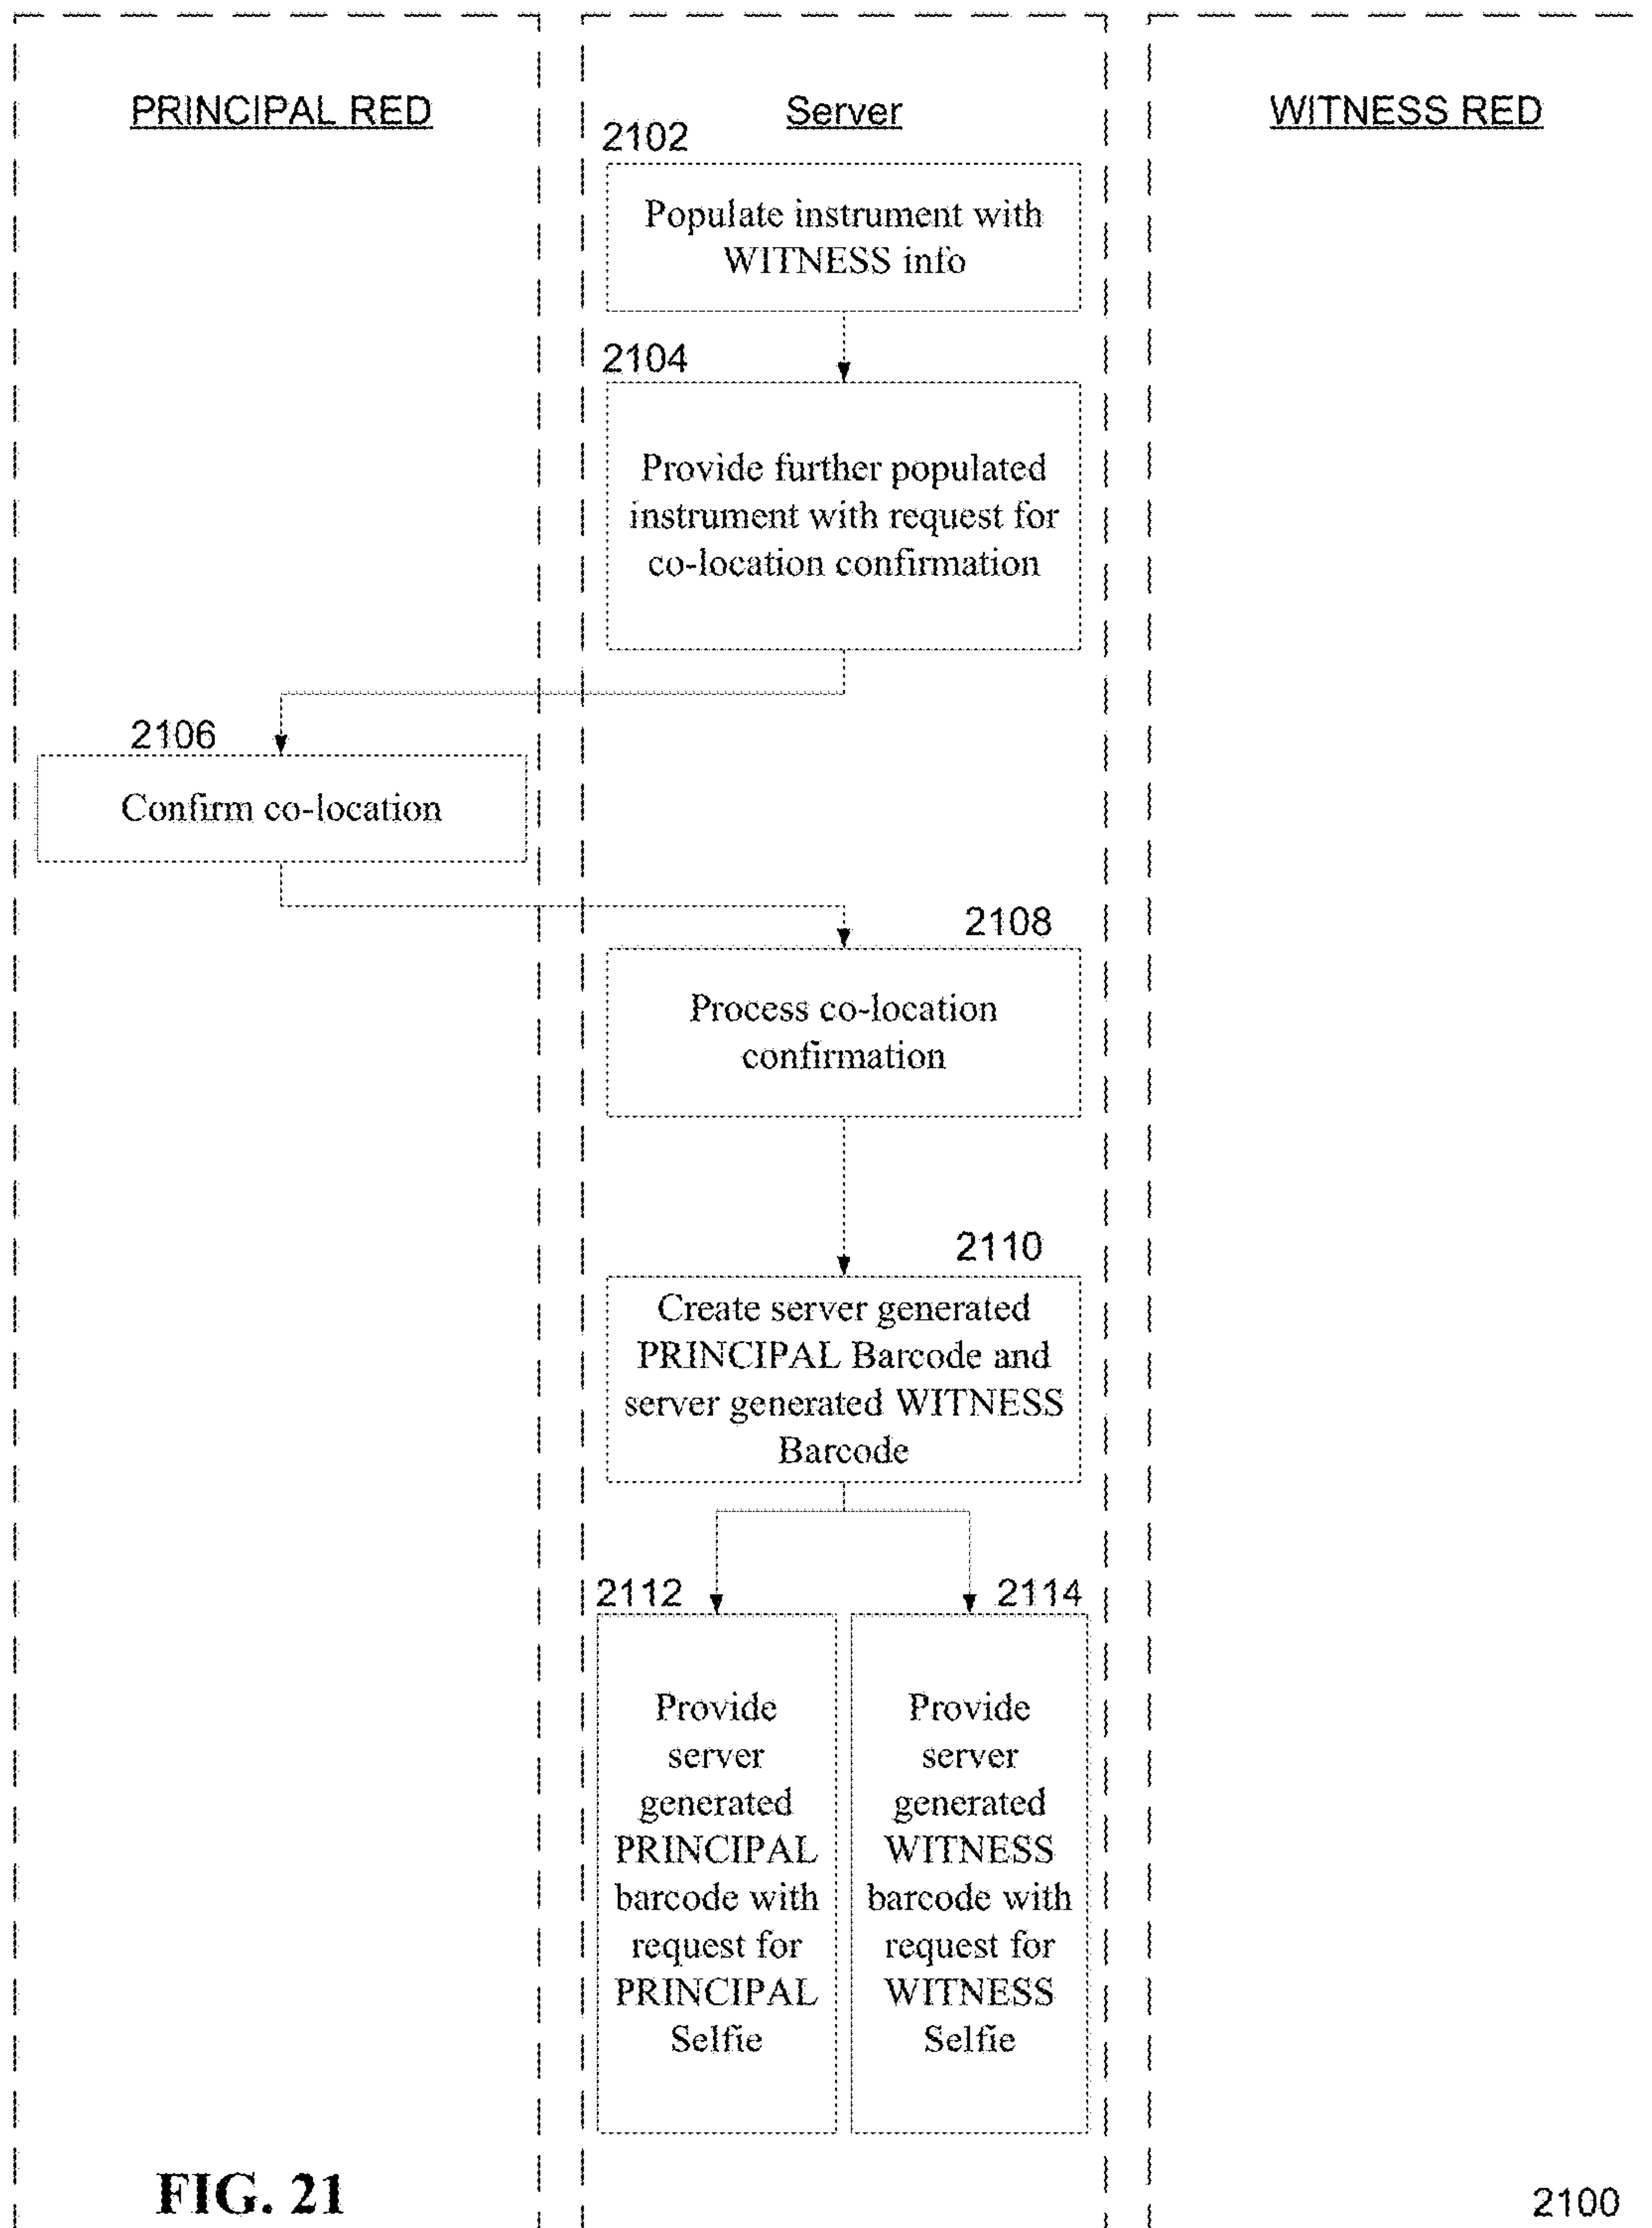 PRINCIPAL RED
Server
WITNESS RED
2102
Populate instrument with
WITNESS info
2104
Provide further populated
instrument with request for
co-location confirmation
2106
Confirm co-location
2108
Process co-location
confirmation
2110
Create server generated
PRINCIPAL Barcode and
server generated WITNESS
Barcode
2112
Provide
server
generated
PRINCIPAL
barcode with
request for
PRINCIPAL
Selfie
2114
Provide
server
generated
WITNESS
barcode with
request for
WITNESS
Selfie
FIG. 21
2100